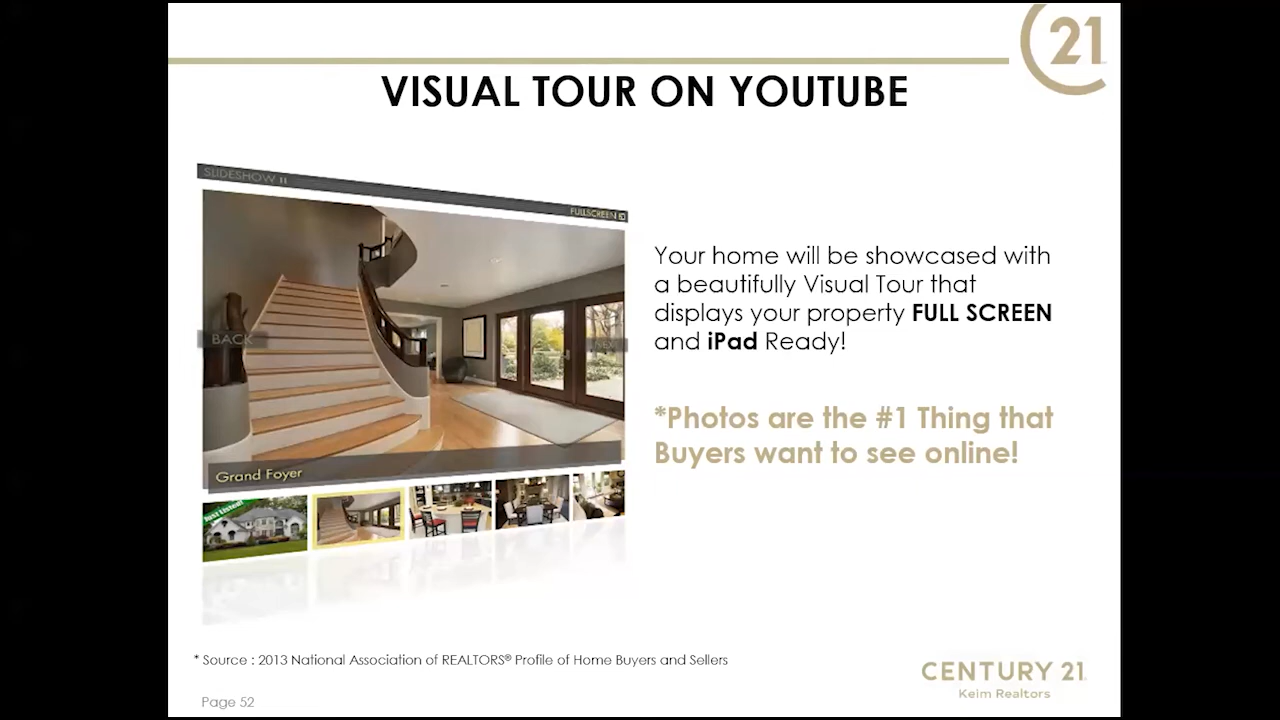 21
VISUAL TOUR ON YOUTUBE
SLIDESHOW
FULLSCREEN
BACK
NEXT
Grand Foyer
Just Listed!
Your home will be showcased with
a beautifully Visual Tour that
displays your property FULL SCREEN
and iPad Ready!
*Photos are the #1 Thing that
Buyers want to see online!
* Source : 2013 National Association of REALTORS® Profile of Home Buyers and Sellers
CENTURY 21
Keim Realtors
Page 52